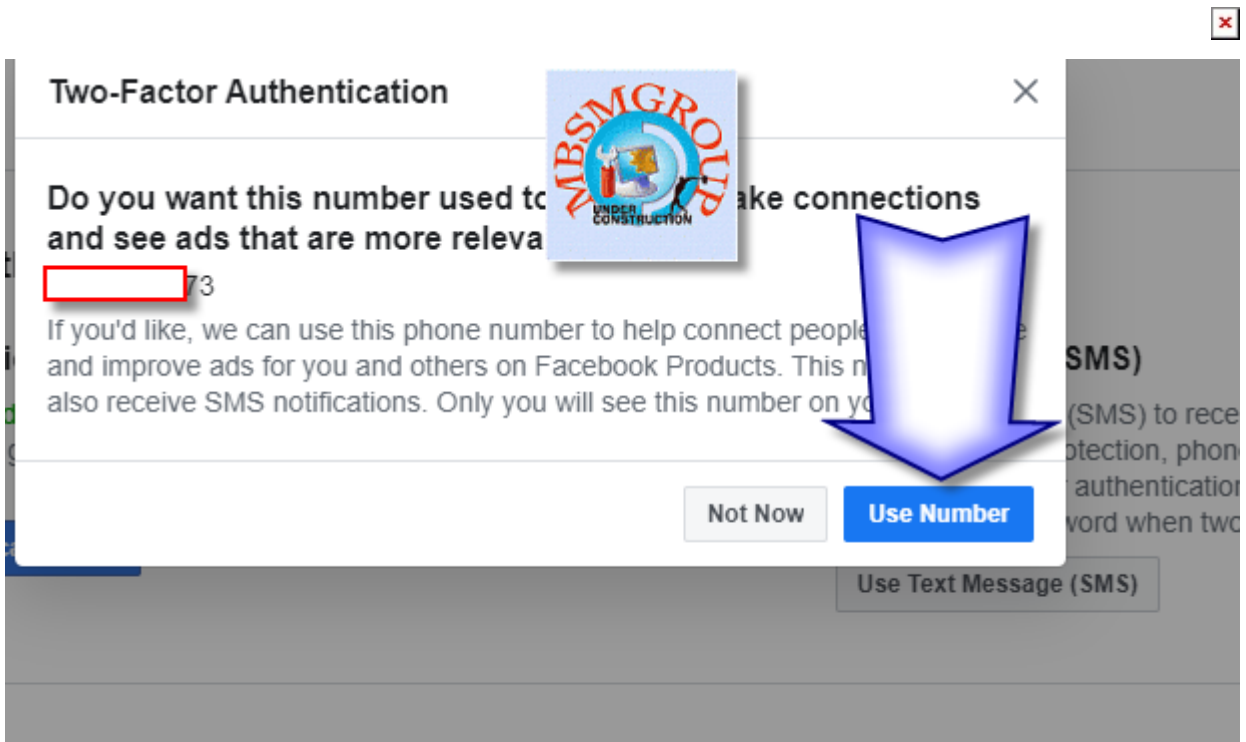 Two-Factor Authentication
MBSMGROUP
UNDER
CONSTRUCTION
Do you want this number used to ake connections
and see ads that are more releva
73
If you'd like, we can use this phone number to help connect peopl e
and improve ads for you and others on Facebook Products. This n
also receive SMS notifications. Only you will see this number on yo
Not Now
Use Number
SMS)
(SMS) to rece
otection, phon
authentication
word when two
Use Text Message (SMS)